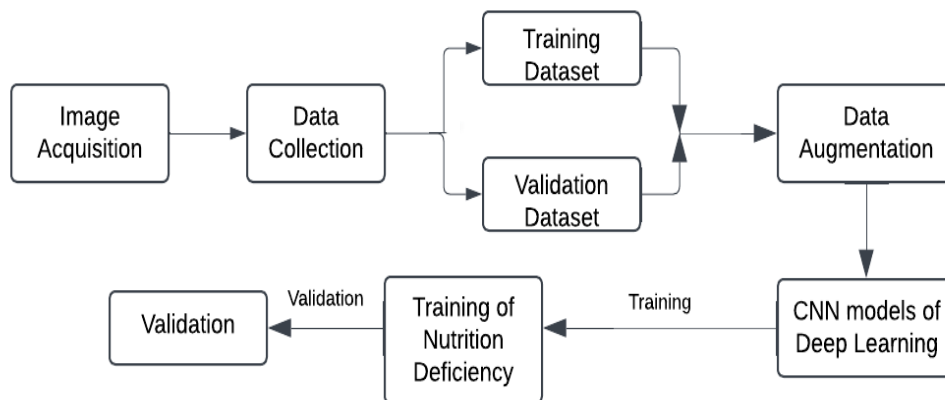 Image
Acquisition
Data
Collection
Training
Dataset
Validation
Dataset
Data
Augmentation
CNN models of
Deep Learning
Training
Training of
Nutrition
Deficiency
Validation
Validation